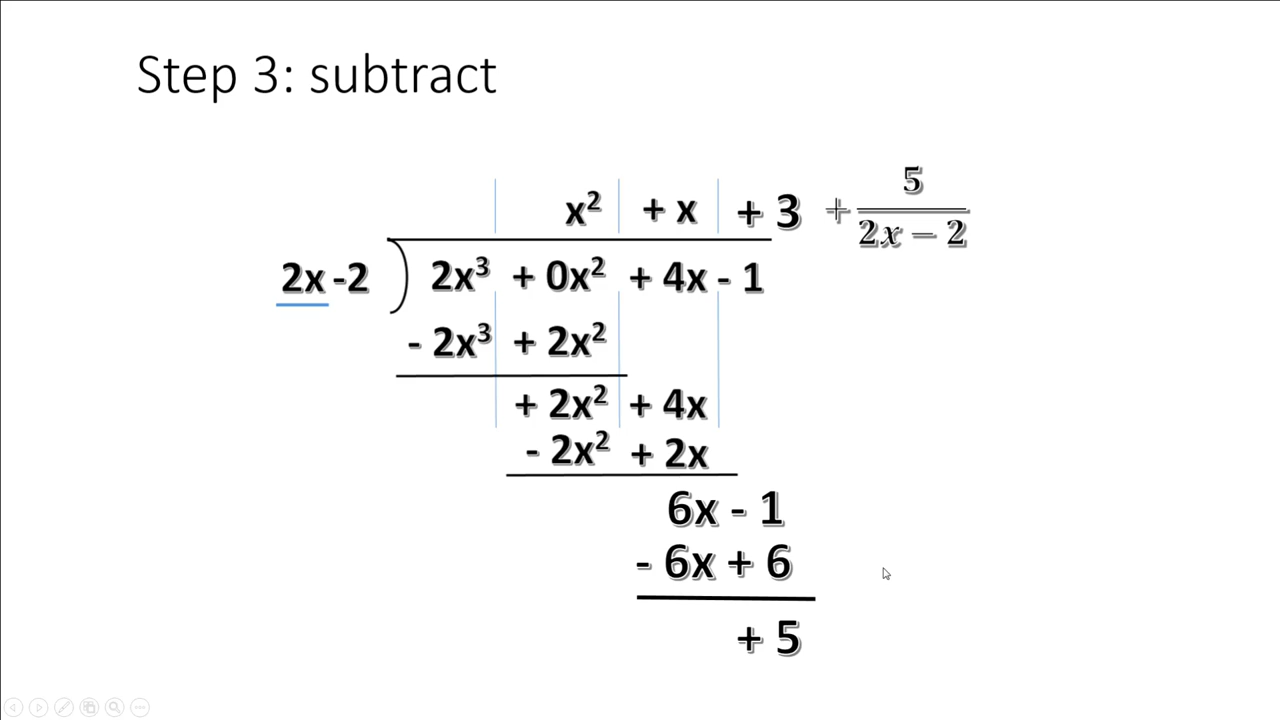 Step 3: subtract
x² + x + 3 + 5/(2x − 2)
2x -2 ) 2x³ + 0x² + 4x - 1
- 2x³ + 2x²
+ 2x² + 4x
- 2x² + 2x
6x - 1
- 6x + 6
+ 5